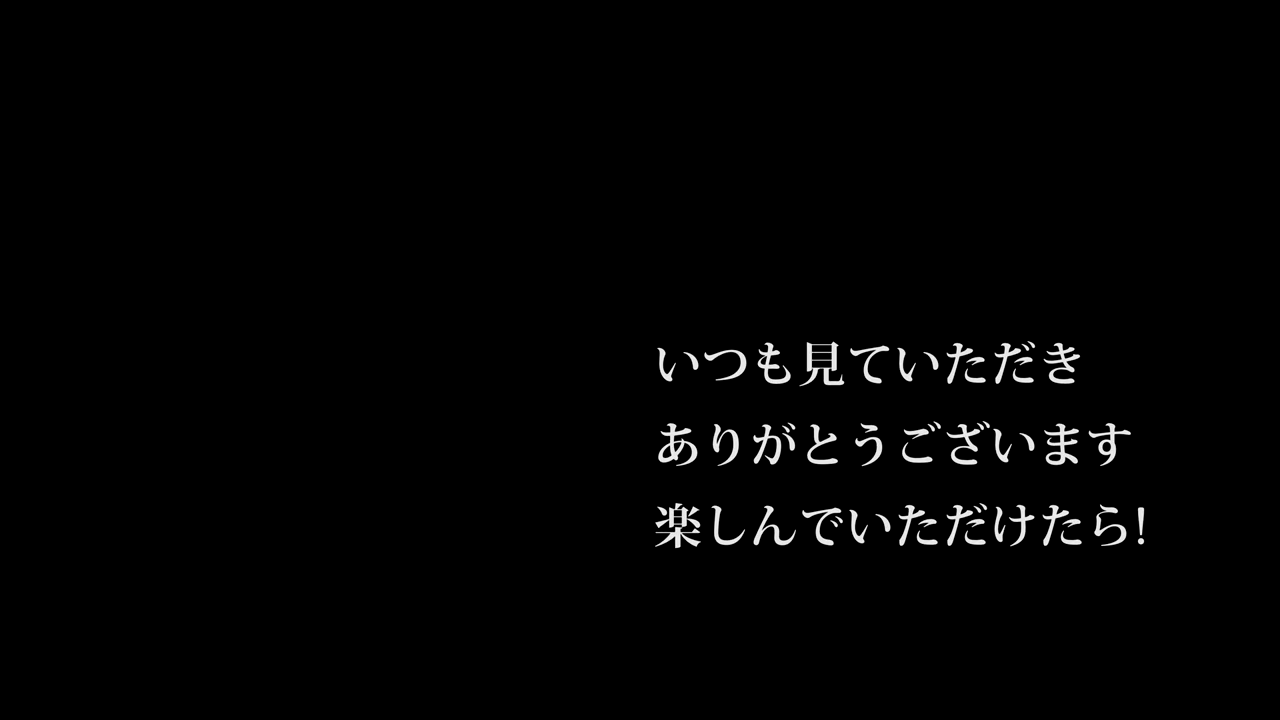 いつも見ていただき
ありがとうございます
楽しんでいただけたら!